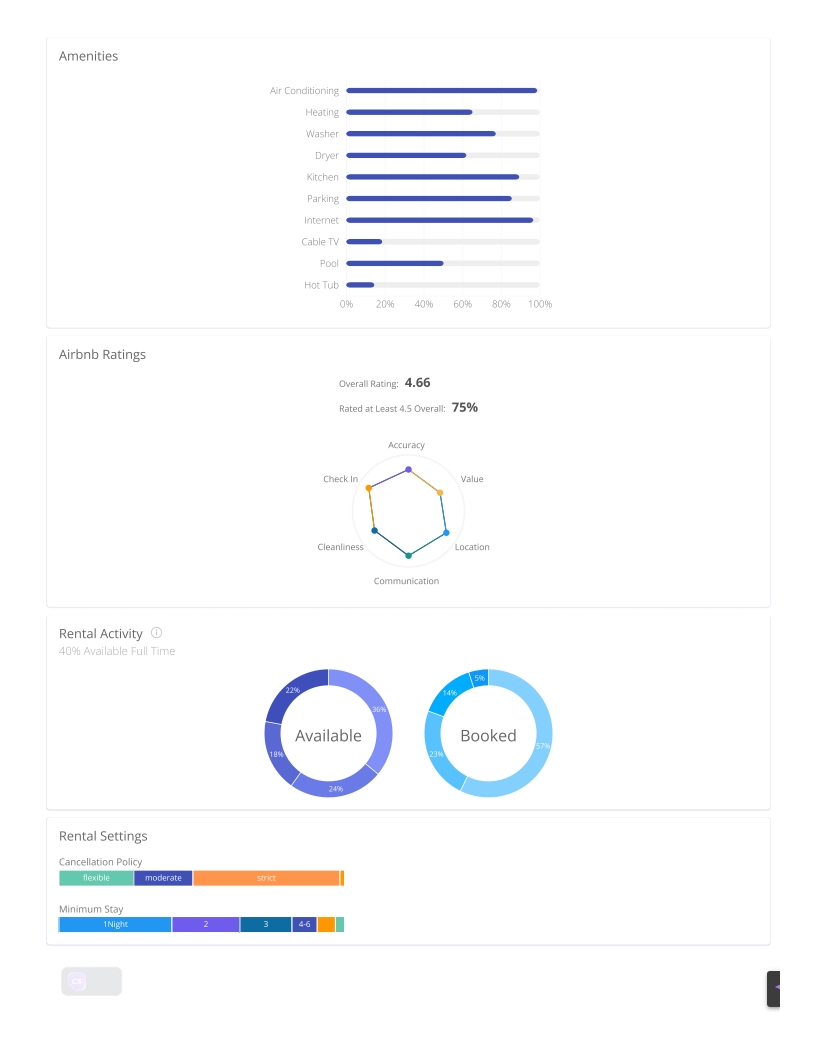 Amenities
Air Conditioning
Heating
Washer
Dryer
Kitchen
Parking
Internet
Cable TV
Pool
Hot Tub
0% 20% 40% 60% 80% 100%
Airbnb Ratings
Overall Rating: 4.66
Rated at Least 4.5 Overall: 75%
Accuracy
Check In Value
Cleanliness Location
Communication
Rental Activity
40% Available Full Time
22% 36% 18% 24% Available
5% 14% 23% 57% Booked
Rental Settings
Cancellation Policy
flexible moderate strict
Minimum Stay
1Night 2 3 4-6
CS